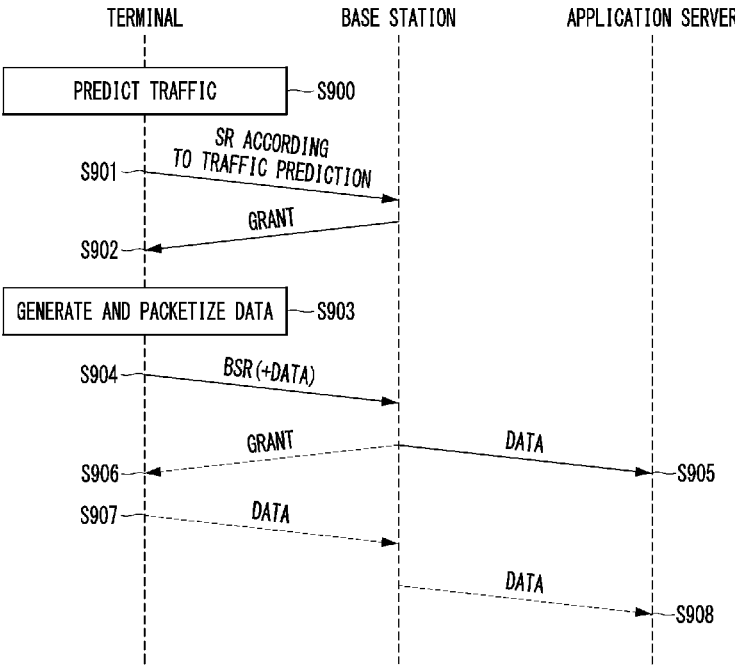 TERMINAL BASE STATION APPLICATION SERVER
PREDICT TRAFFIC S900
SR ACCORDING
TO TRAFFIC PREDICTION
S901
GRANT
S902
GENERATE AND PACKETIZE DATA S903
S904 BSR(+DATA)
GRANT DATA
S906 S905
S907 DATA
DATA
S908